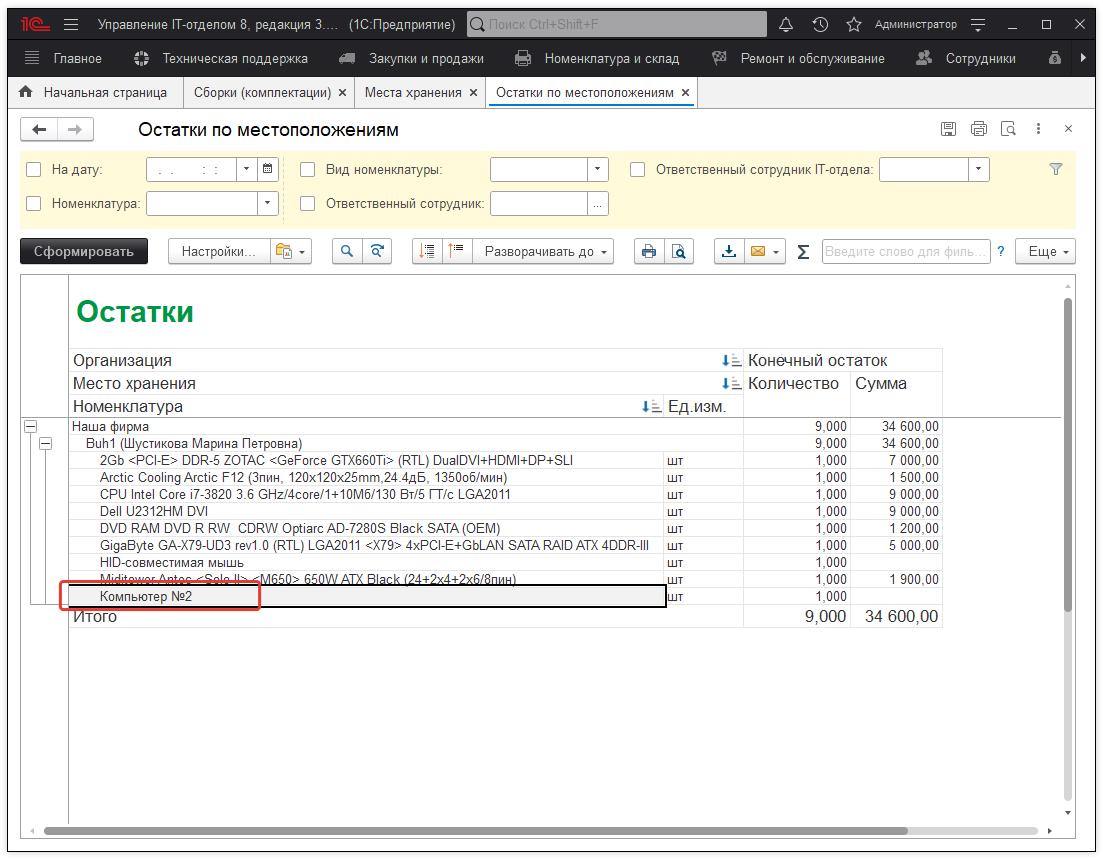 1С Управление IT-отделом 8, редакция 3.... (1С:Предприятие) Поиск Ctrl+Shift+F Администратор
Главное Техническая поддержка Закупки и продажи Номенклатура и склад Ремонт и обслуживание Сотрудники
Начальная страница Сборки (комплектации) × Места хранения × Остатки по местоположениям ×
Остатки по местоположениям
На дату: . . : : Вид номенклатуры: Ответственный сотрудник IT-отдела:
Номенклатура: Ответственный сотрудник: ...
Сформировать Настройки... Разворачивать до Σ Введите слово для филь... ? Еще
Остатки
Организация Конечный остаток
Место хранения Количество Сумма
Номенклатура Ед.изм.
Наша фирма 9,000 34 600,00
Buh1 (Шустикова Марина Петровна) 9,000 34 600,00
2Gb <PCI-E> DDR-5 ZOTAC <GeForce GTX660Ti> (RTL) DualDVI+HDMI+DP+SLI шт 1,000 7 000,00
Arctic Cooling Arctic F12 (3пин, 120x120x25mm,24.4дБ, 1350об/мин) шт 1,000 1 500,00
CPU Intel Core i7-3820 3.6 GHz/4core/1+10Мб/130 Вт/5 ГТ/с LGA2011 шт 1,000 9 000,00
Dell U2312HM DVI шт 1,000 9 000,00
DVD RAM DVD R RW CDRW Optiarc AD-7280S Black SATA (OEM) шт 1,000 1 200,00
GigaByte GA-X79-UD3 rev1.0 (RTL) LGA2011 <X79> 4xPCI-E+GbLAN SATA RAID ATX 4DDR-III шт 1,000 5 000,00
HID-совместимая мышь шт 1,000
Miditower Antec <Solo II> <M650> 650W ATX Black (24+2x4+2x6/8пин) шт 1,000 1 900,00
Компьютер №2 шт 1,000
Итого 9,000 34 600,00